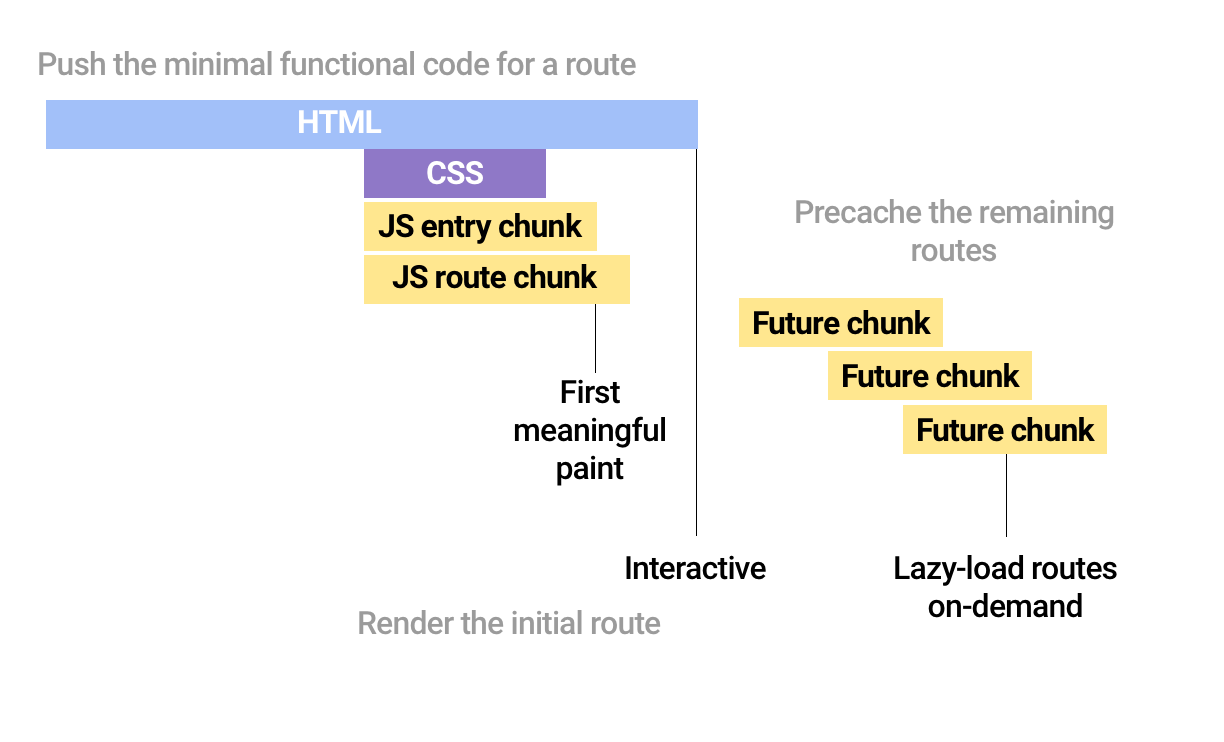 Push the minimal functional code for a route
HTML
CSS
JS entry chunk
JS route chunk
First
meaningful
paint
Interactive
Render the initial route
Precache the remaining
routes
Future chunk
Future chunk
Future chunk
Lazy-load routes
on-demand